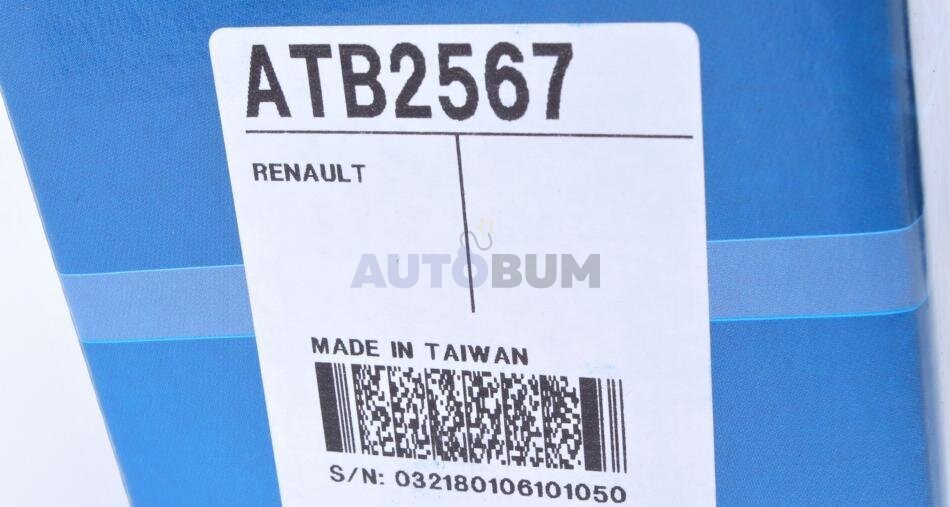 ATB2567
RENAULT
AUTOBUM
MADE IN TAIWAN
S/N: 032180106101050